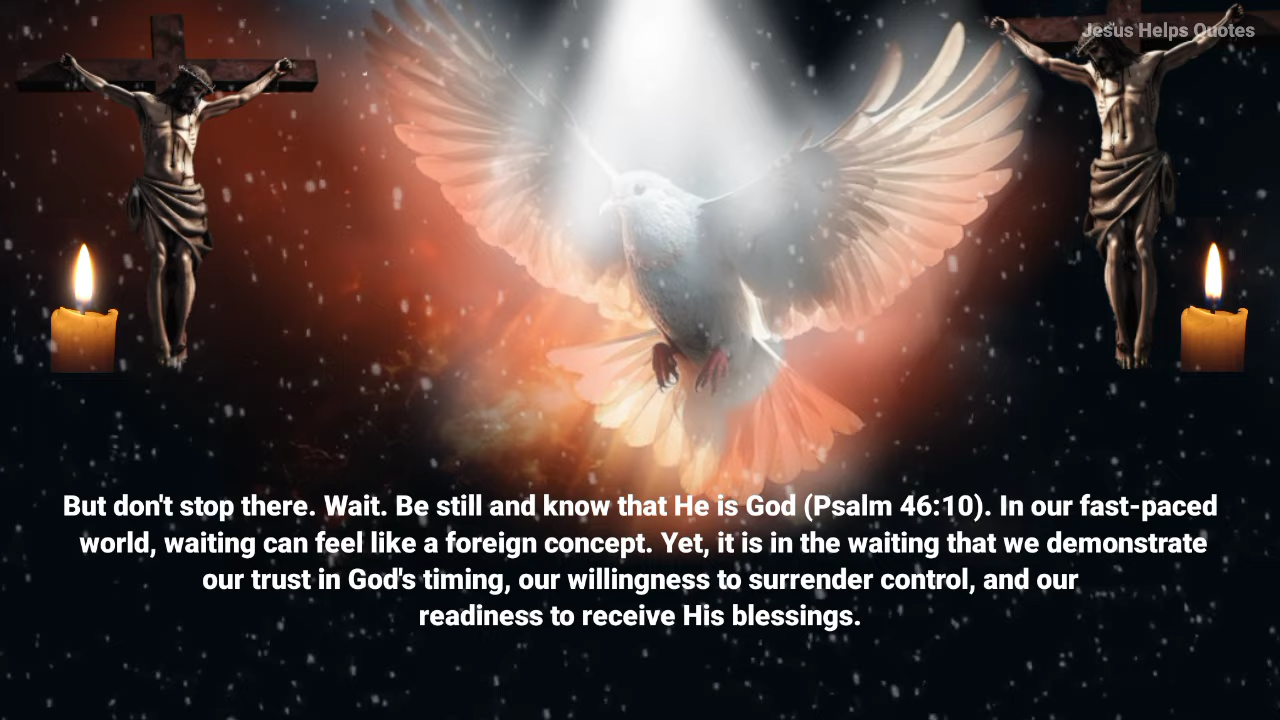 Jesus Helps Quotes
But don't stop there. Wait. Be still and know that He is God (Psalm 46:10). In our fast-paced
world, waiting can feel like a foreign concept. Yet, it is in the waiting that we demonstrate
our trust in God's timing, our willingness to surrender control, and our
readiness to receive His blessings.